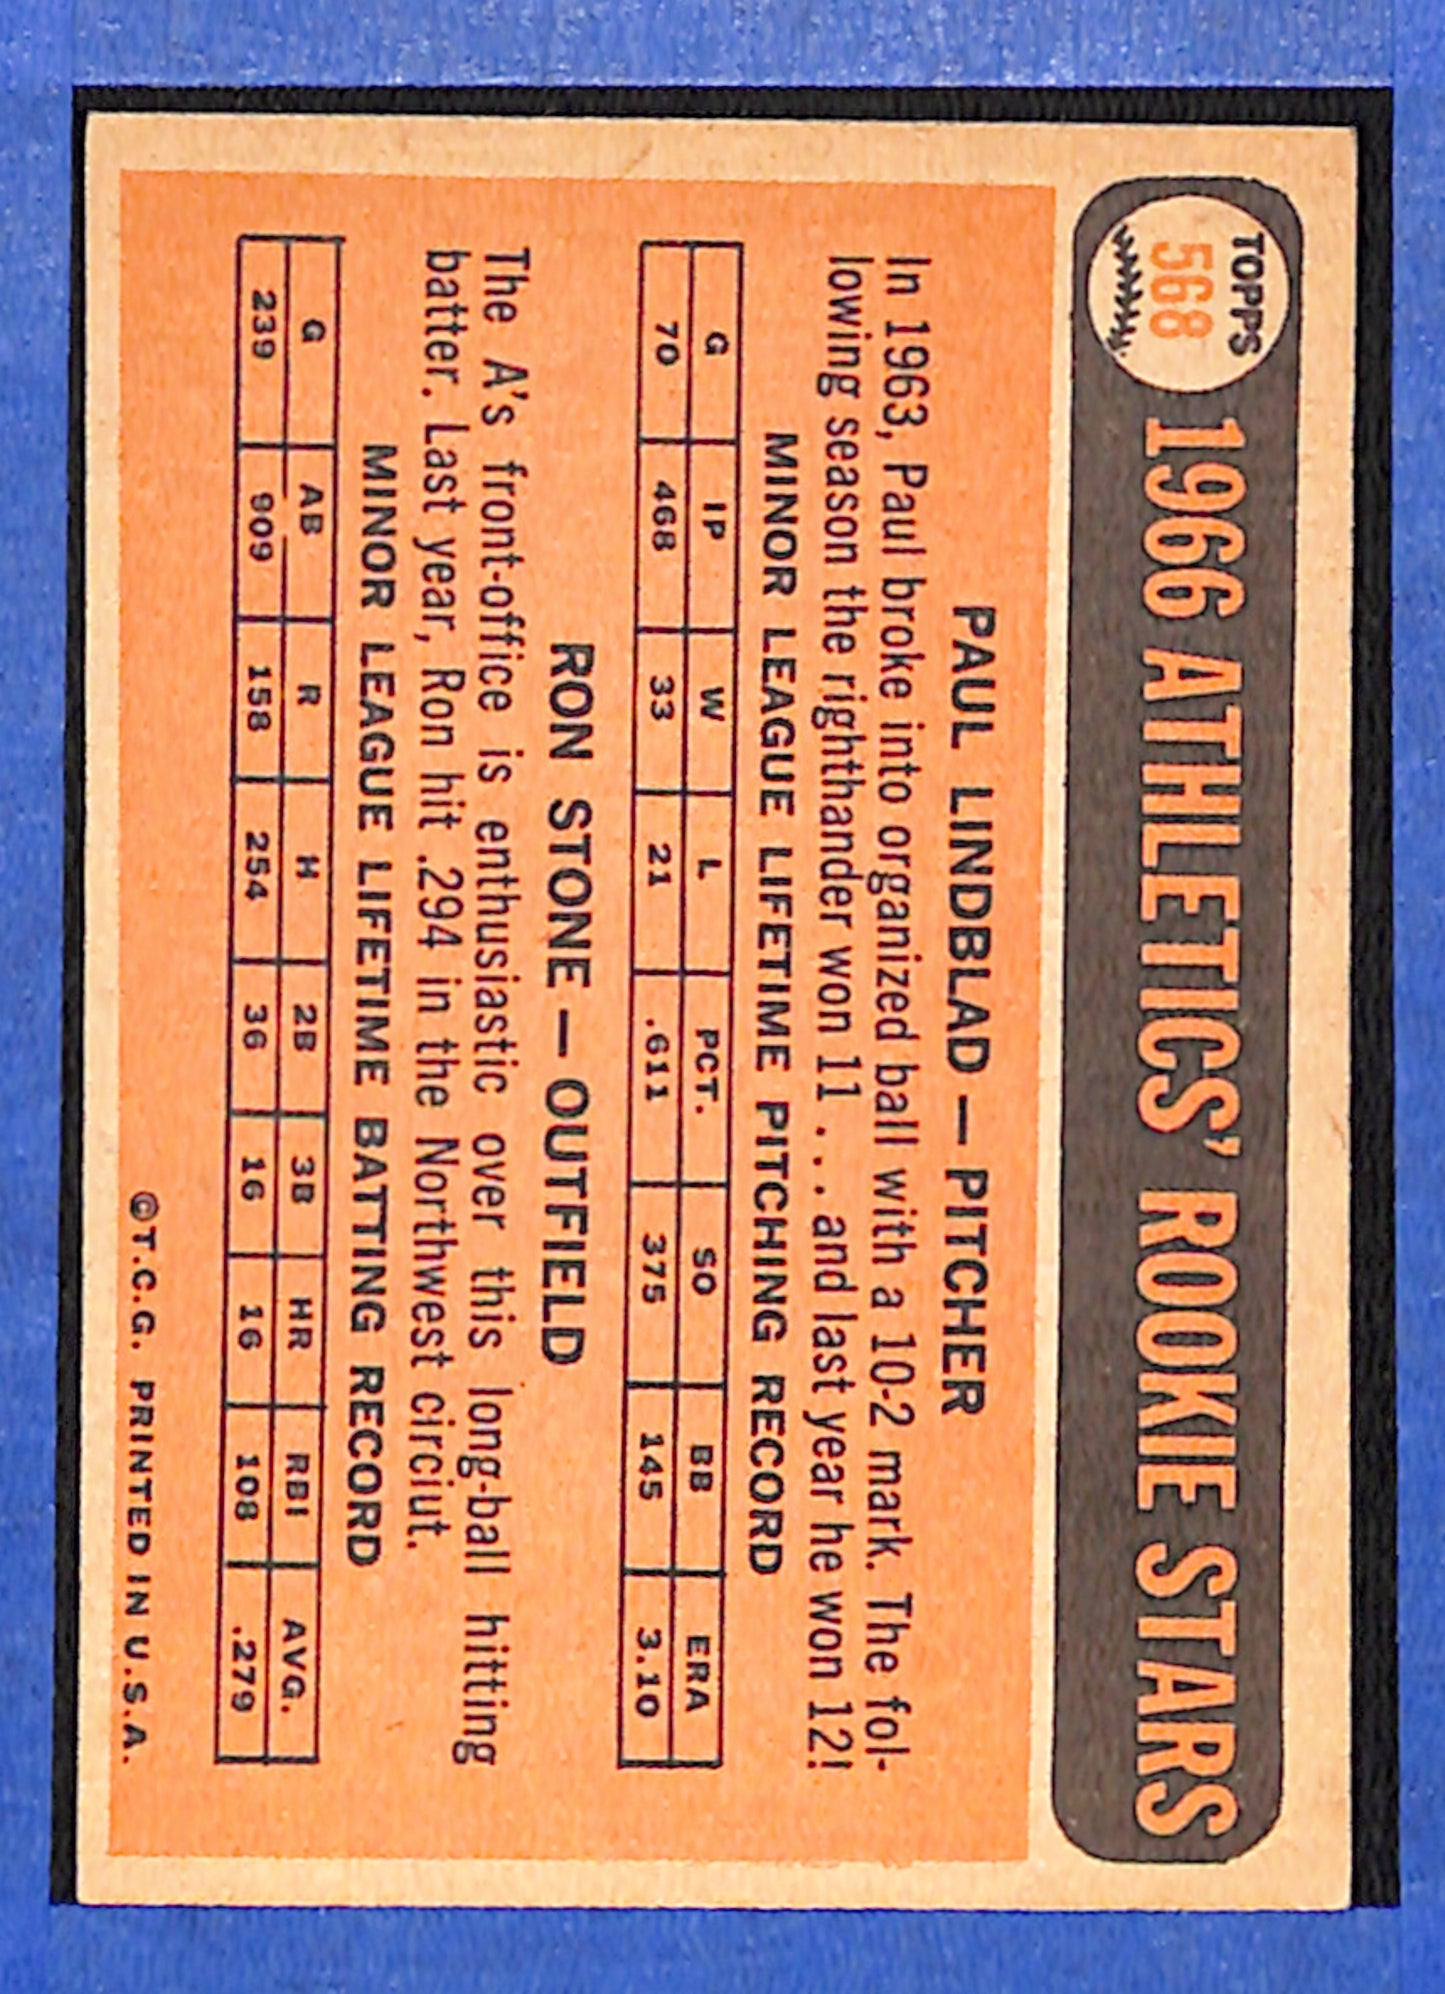 TOPPS
568
1966 ATHLETICS' ROOKIE STARS
PAUL LINDBLAD — PITCHER
In 1963, Paul broke into organized ball with a 10-2 mark. The fol-
lowing season the righthander won 11 . . . and last year he won 12!
MINOR LEAGUE LIFETIME PITCHING RECORD
G IP W L PCT. SO BB ERA
70 468 33 21 .611 375 145 3.10
RON STONE — OUTFIELD
The A's front-office is enthusiastic over this long-ball hitting
batter. Last year, Ron hit .294 in the Northwest circiut.
MINOR LEAGUE LIFETIME BATTING RECORD
G AB R H 2B 3B HR RBI AVG.
239 909 158 254 36 16 16 108 .279
©T.C.G. PRINTED IN U.S.A.